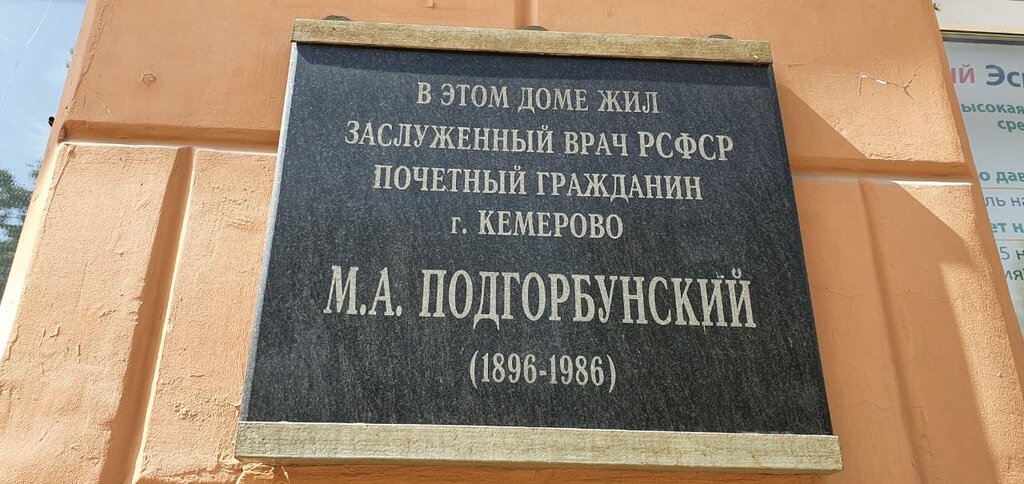 В ЭТОМ ДОМЕ ЖИЛ
ЗАСЛУЖЕННЫЙ ВРАЧ РСФСР
ПОЧЕТНЫЙ ГРАЖДАНИН
г. КЕМЕРОВО
М.А. ПОДГОРБУНСКИЙ
(1896-1986)